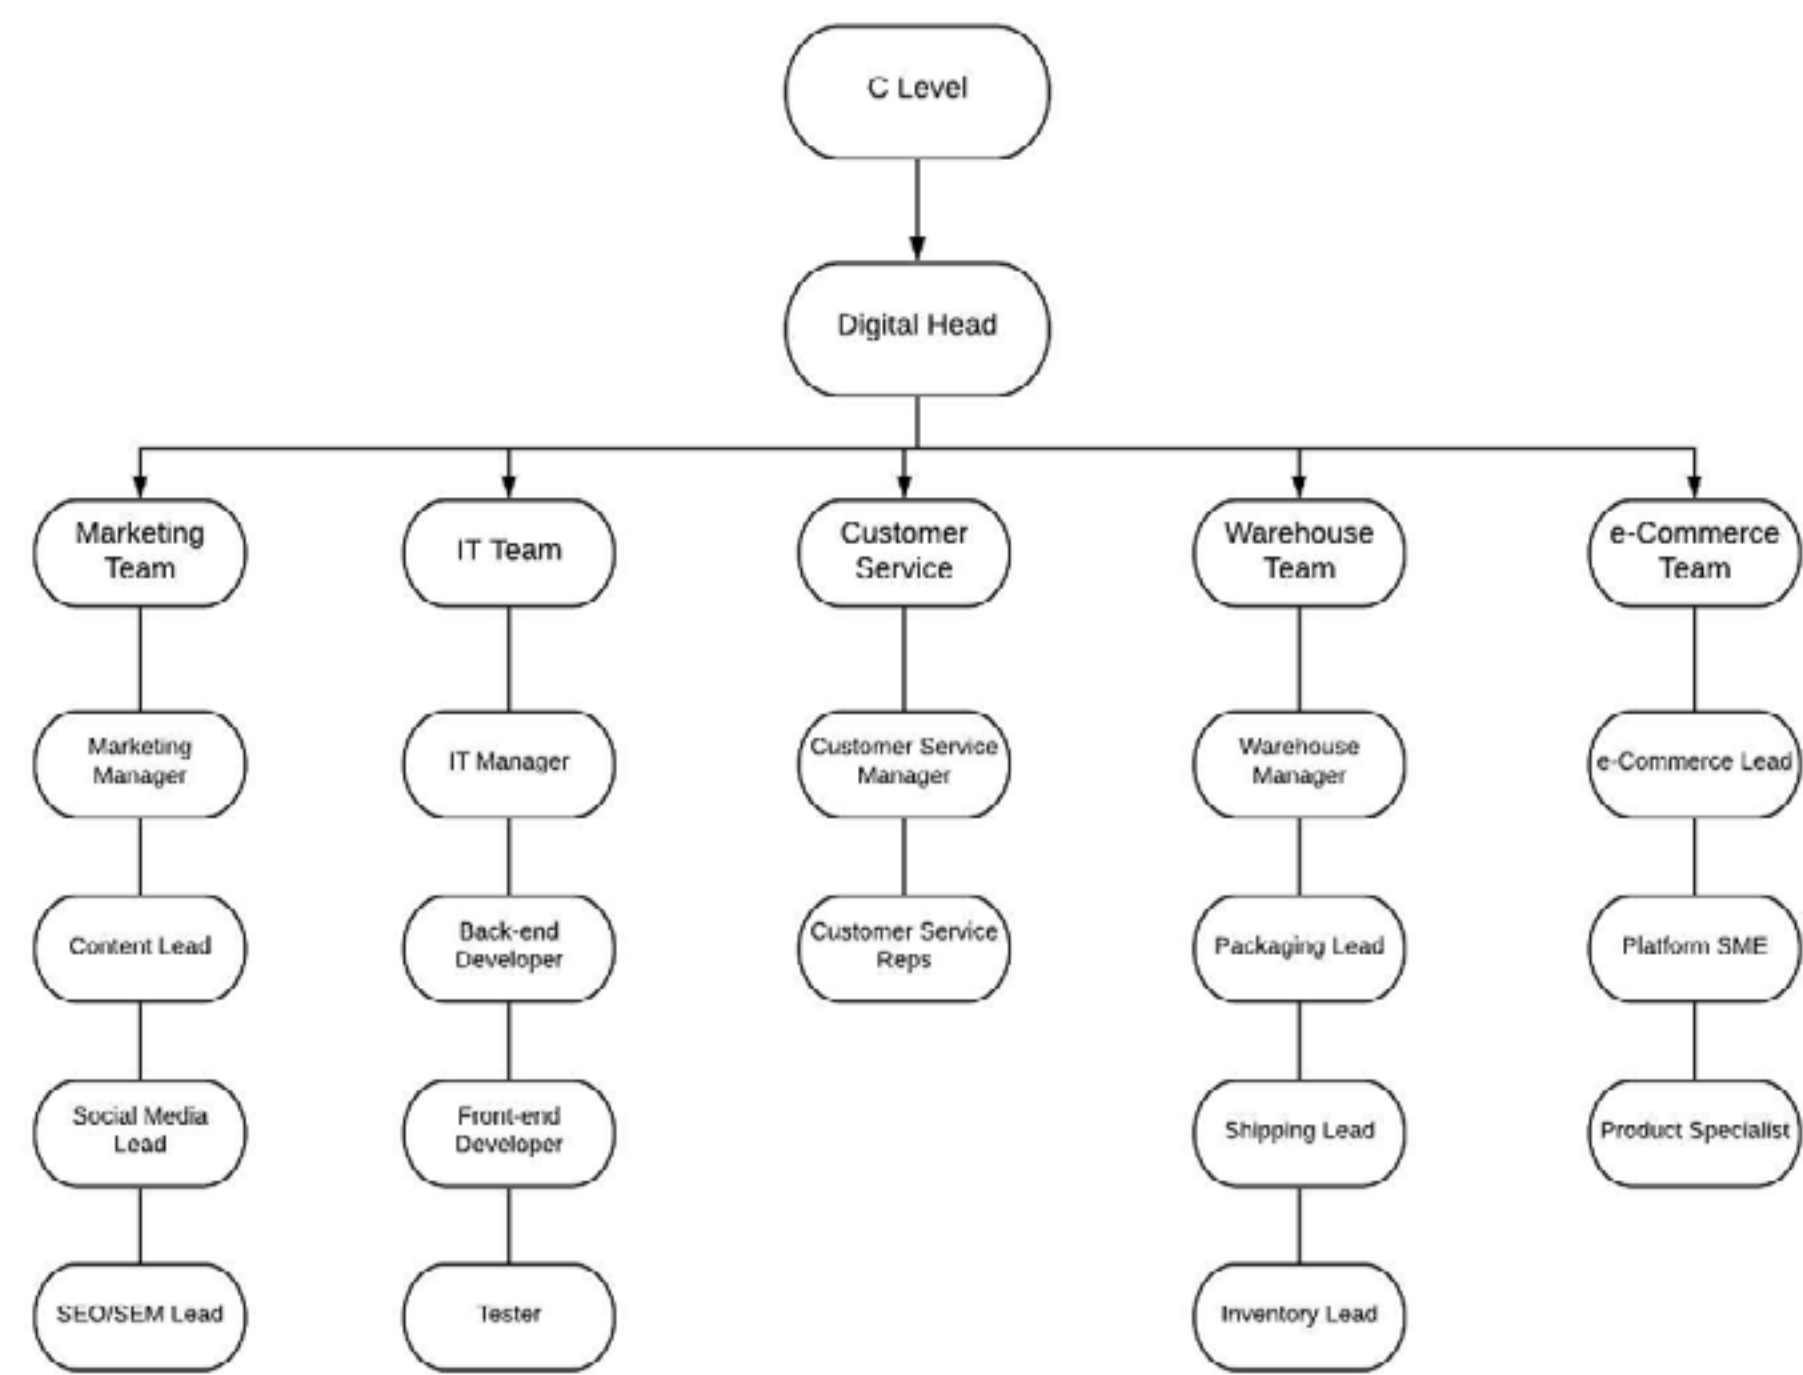 C Level
Digital Head
Marketing
Team
IT Team
Customer
Service
Warehouse
Team
e-Commerce
Team
Marketing
Manager
IT Manager
Customer Service
Manager
Warehouse
Manager
e-Commerce Lead
Content Lead
Back-end
Developer
Customer Service
Reps
Packaging Lead
Platform SME
Social Media
Lead
Front-end
Developer
Shipping Lead
Product Specialist
SEO/SEM Lead
Tester
Inventory Lead